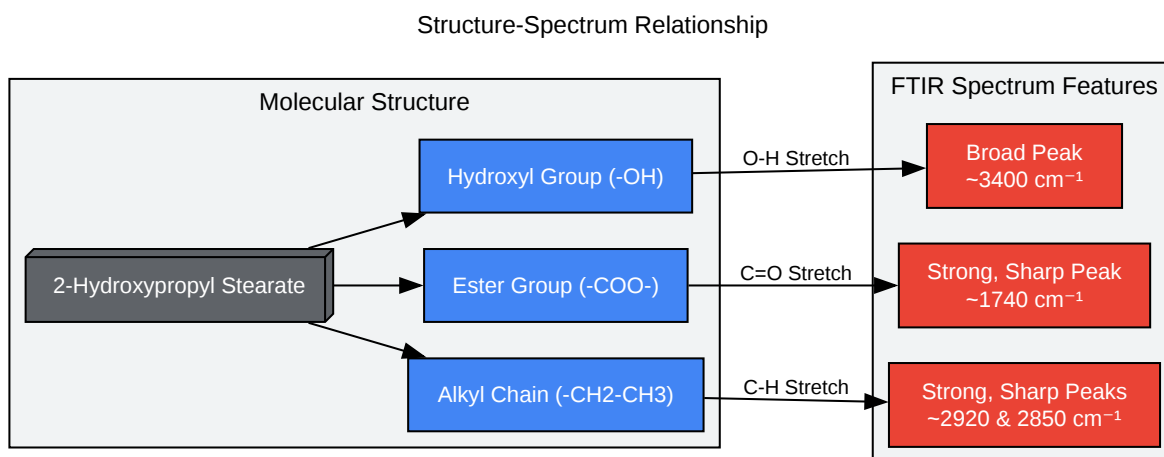 Structure-Spectrum Relationship
Molecular Structure
FTIR Spectrum Features
Hydroxyl Group (-OH)
O-H Stretch
Broad Peak
~3400 cm⁻¹
2-Hydroxypropyl Stearate
Ester Group (-COO-)
C=O Stretch
Strong, Sharp Peak
~1740 cm⁻¹
Alkyl Chain (-CH2-CH3)
C-H Stretch
Strong, Sharp Peaks
~2920 & 2850 cm⁻¹